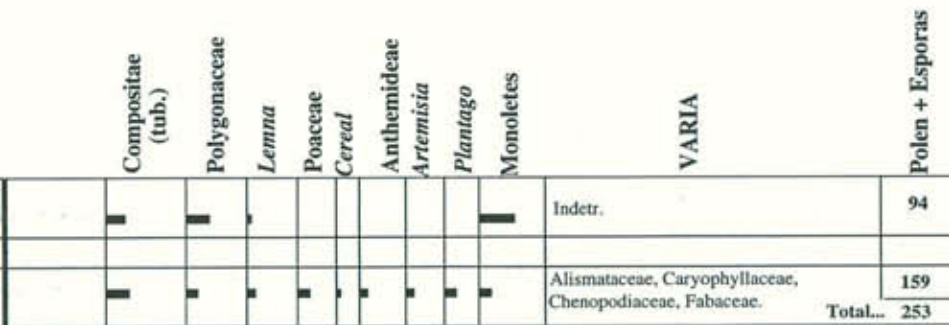 Compositae
(tub.)
Polygonaceae
Lemna
Poaceae
Cereal
Anthemideae
Artemisia
Plantago
Monoletes
VARIA
Polen + Esporas
Indetr.
94
Alismataceae, Caryophyllaceae,
Chenopodiaceae, Fabaceae.
159
Total... 253